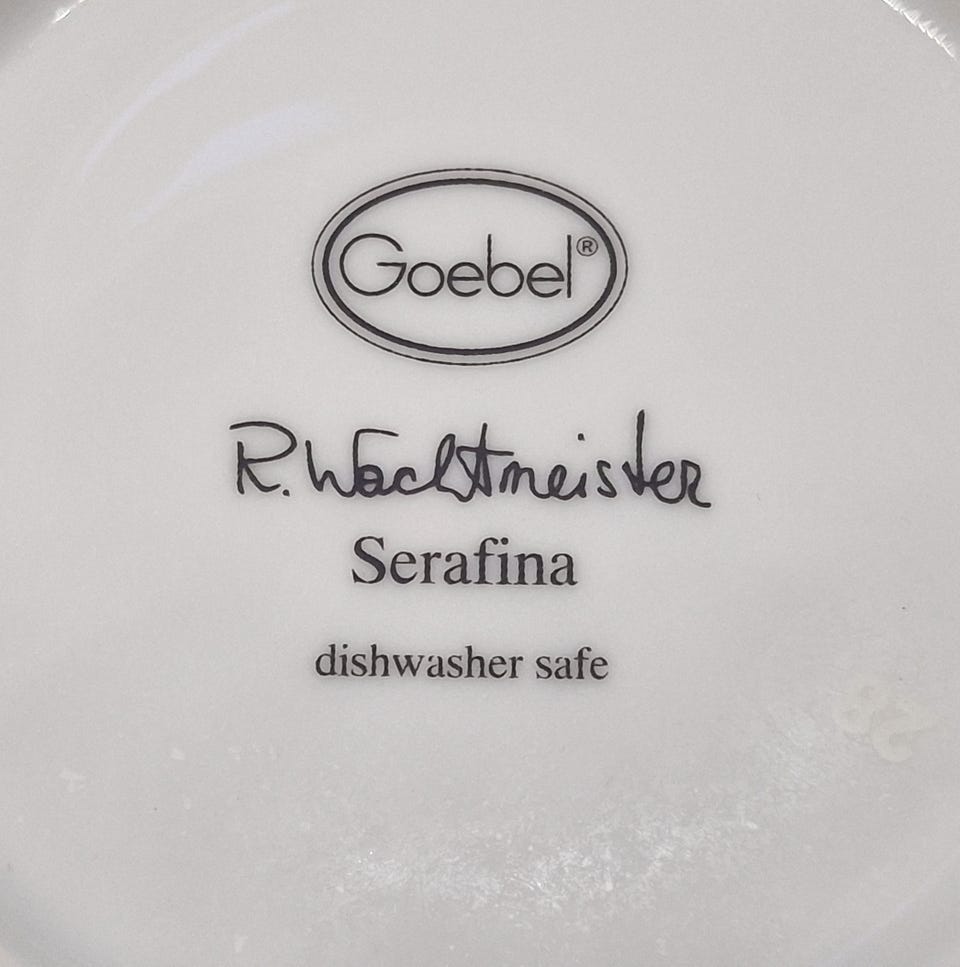 Goebel®
R. Wachtmeister
Serafina
dishwasher safe